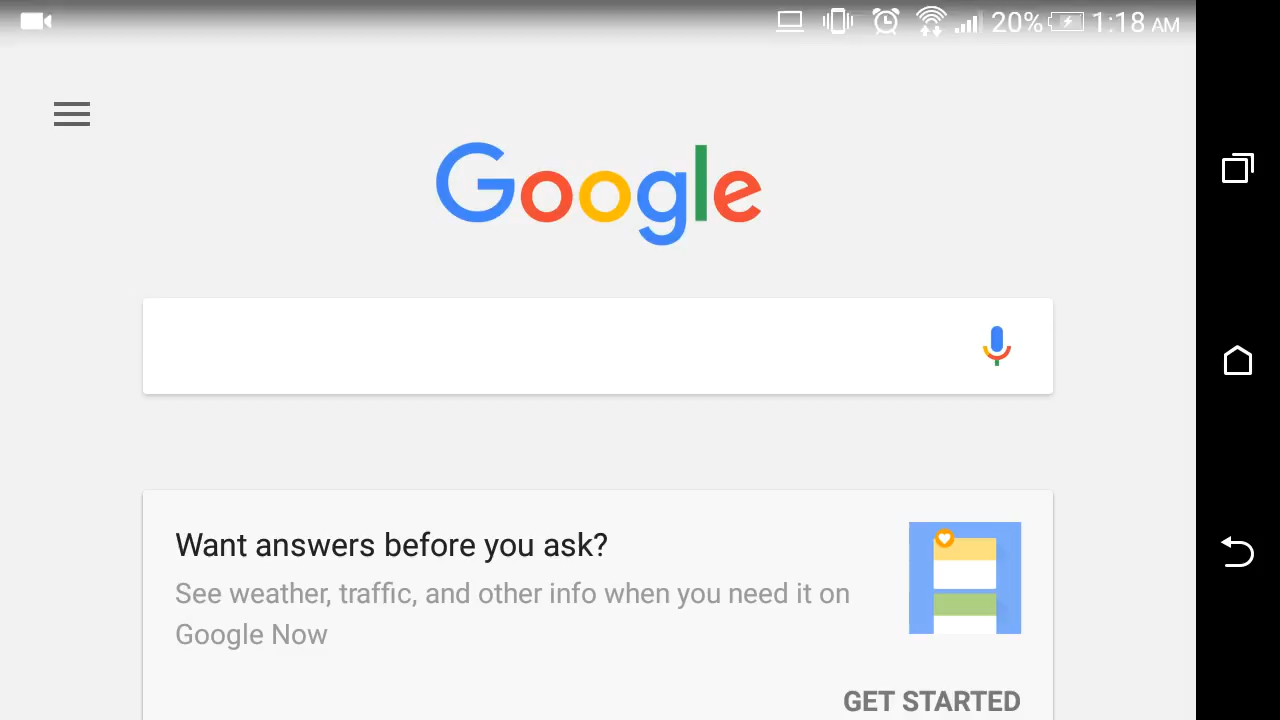 20% 1:18 AM
Google
Want answers before you ask?
See weather, traffic, and other info when you need it on
Google Now
GET STARTED